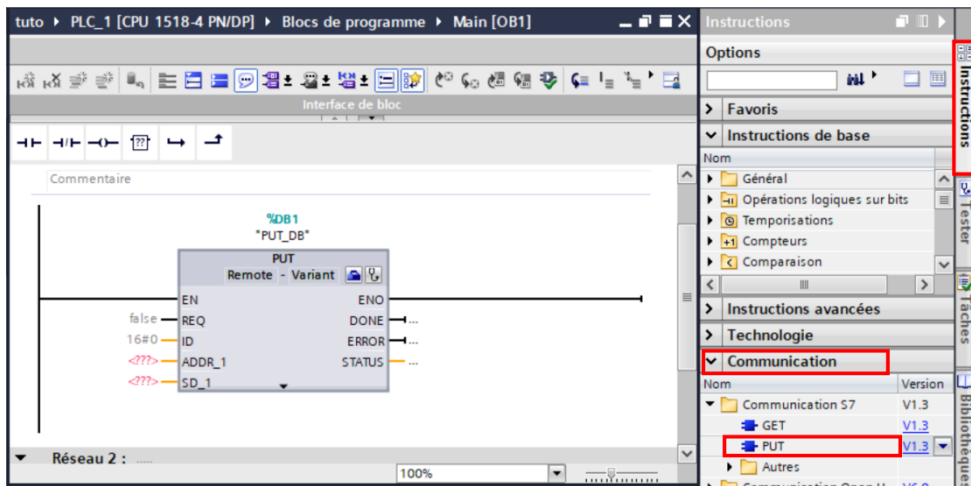 tuto ▸ PLC_1 [CPU 1518-4 PN/DP] ▸ Blocs de programme ▸ Main [OB1]
Interface de bloc
??
Commentaire
%DB1
"PUT_DB"
PUT
Remote - Variant
EN
ENO
false
REQ
DONE
...
16#0
ID
ERROR
...
<???>
ADDR_1
STATUS
...
<???>
SD_1
Réseau 2 : .....
100%
Instructions
Options
Favoris
Instructions de base
Nom
Général
Opérations logiques sur bits
Temporisations
Compteurs
Comparaison
Instructions avancées
Technologie
Communication
Nom Version
Communication S7 V1.3
GET V1.3
PUT V1.3
Autres
Instructions
Tester
Tâches
Bibliothèques